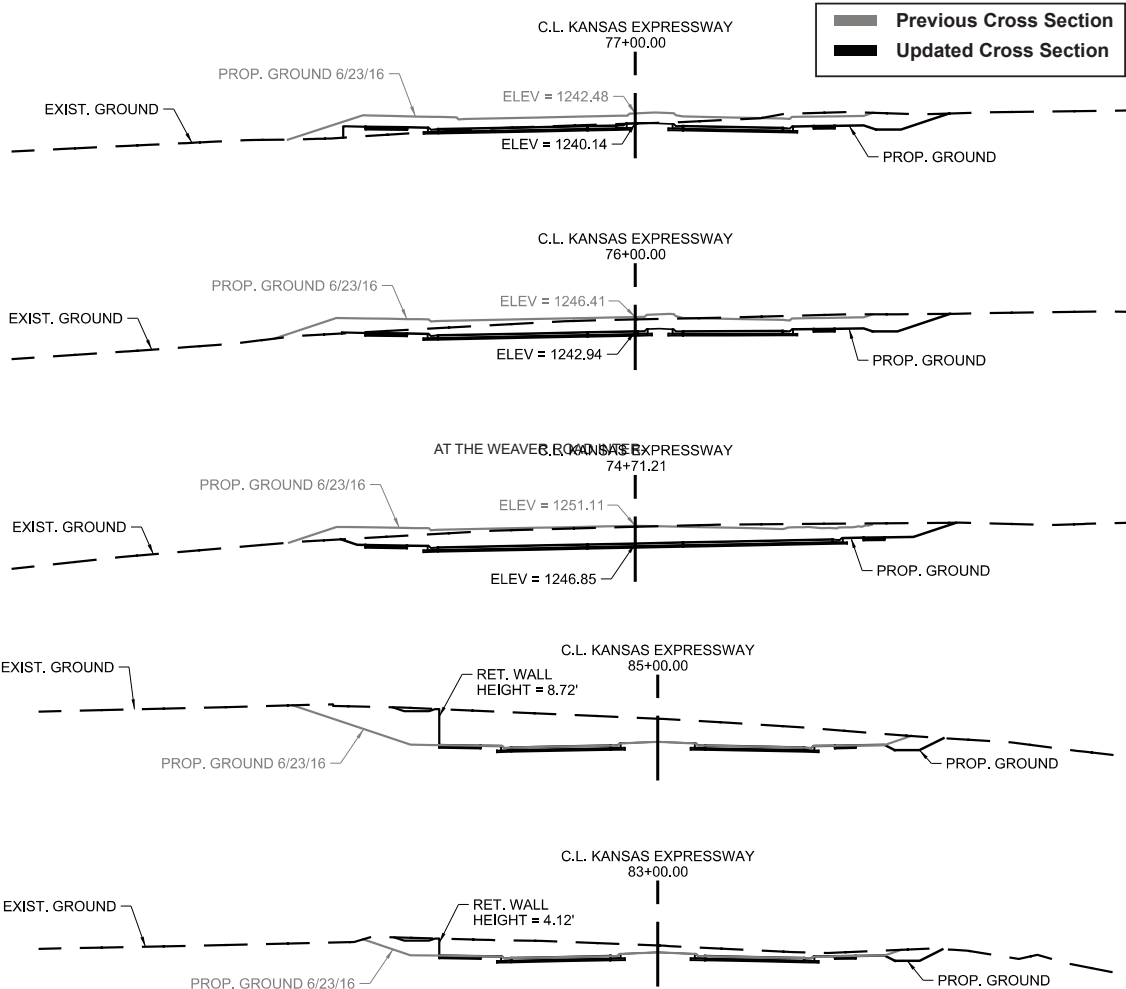 Previous Cross Section
Updated Cross Section
C.L. KANSAS EXPRESSWAY
77+00.00
PROP. GROUND 6/23/16
EXIST. GROUND
ELEV = 1242.48
ELEV = 1240.14
PROP. GROUND
C.L. KANSAS EXPRESSWAY
76+00.00
PROP. GROUND 6/23/16
EXIST. GROUND
ELEV = 1246.41
ELEV = 1242.94
PROP. GROUND
AT THE WEAVER ROAD INTER-
C.L. KANSAS EXPRESSWAY
74+71.21
PROP. GROUND 6/23/16
EXIST. GROUND
ELEV = 1251.11
ELEV = 1246.85
PROP. GROUND
C.L. KANSAS EXPRESSWAY
85+00.00
EXIST. GROUND
RET. WALL
HEIGHT = 8.72'
PROP. GROUND 6/23/16
PROP. GROUND
C.L. KANSAS EXPRESSWAY
83+00.00
EXIST. GROUND
RET. WALL
HEIGHT = 4.12'
PROP. GROUND 6/23/16
PROP. GROUND